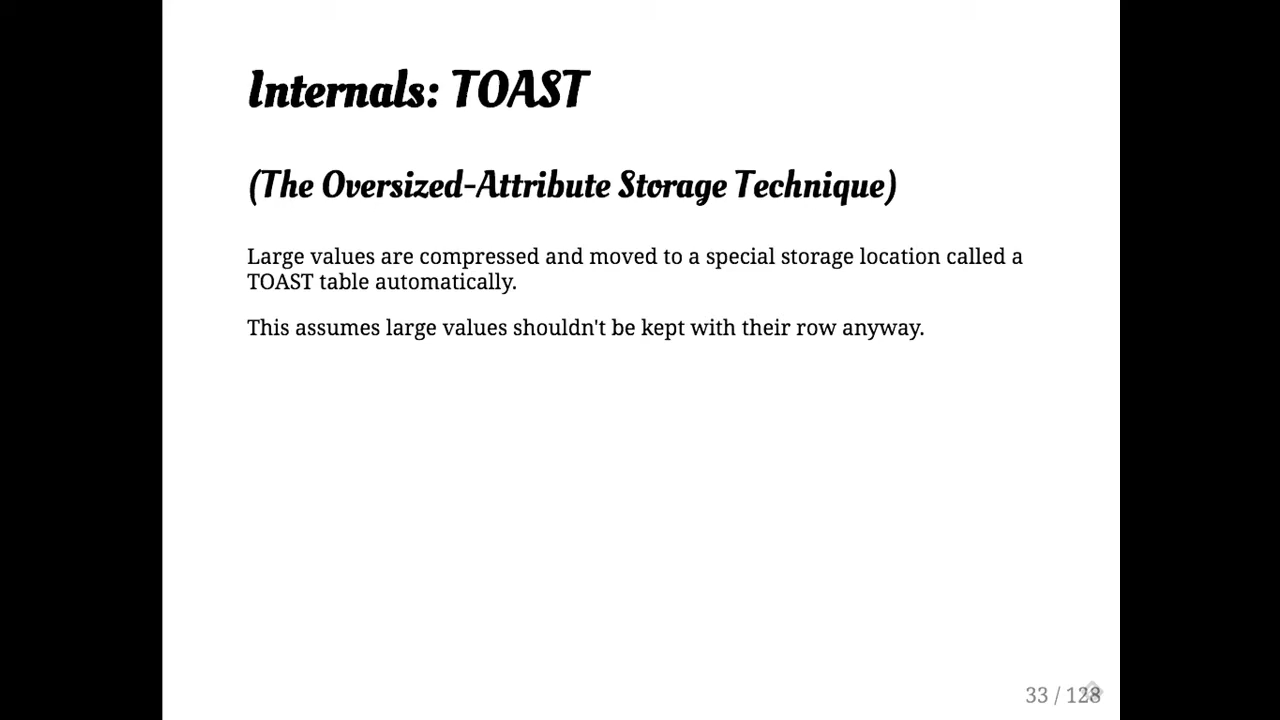 Internals: TOAST
(The Oversized-Attribute Storage Technique)
Large values are compressed and moved to a special storage location called a
TOAST table automatically.
This assumes large values shouldn't be kept with their row anyway.
33 / 128